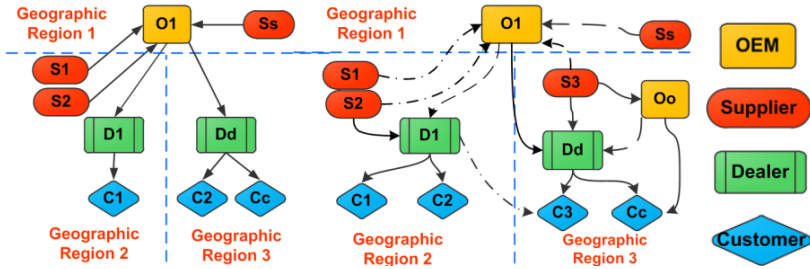 Geographic
Region 1
O1
Ss
S1
S2
D1
Dd
C1
C2
Cc
Geographic
Region 2
Geographic
Region 3
Geographic
Region 1
O1
Ss
S1
S2
S3
Oo
D1
Dd
C1
C2
C3
Cc
Geographic
Region 2
Geographic
Region 3
OEM
Supplier
Dealer
Customer